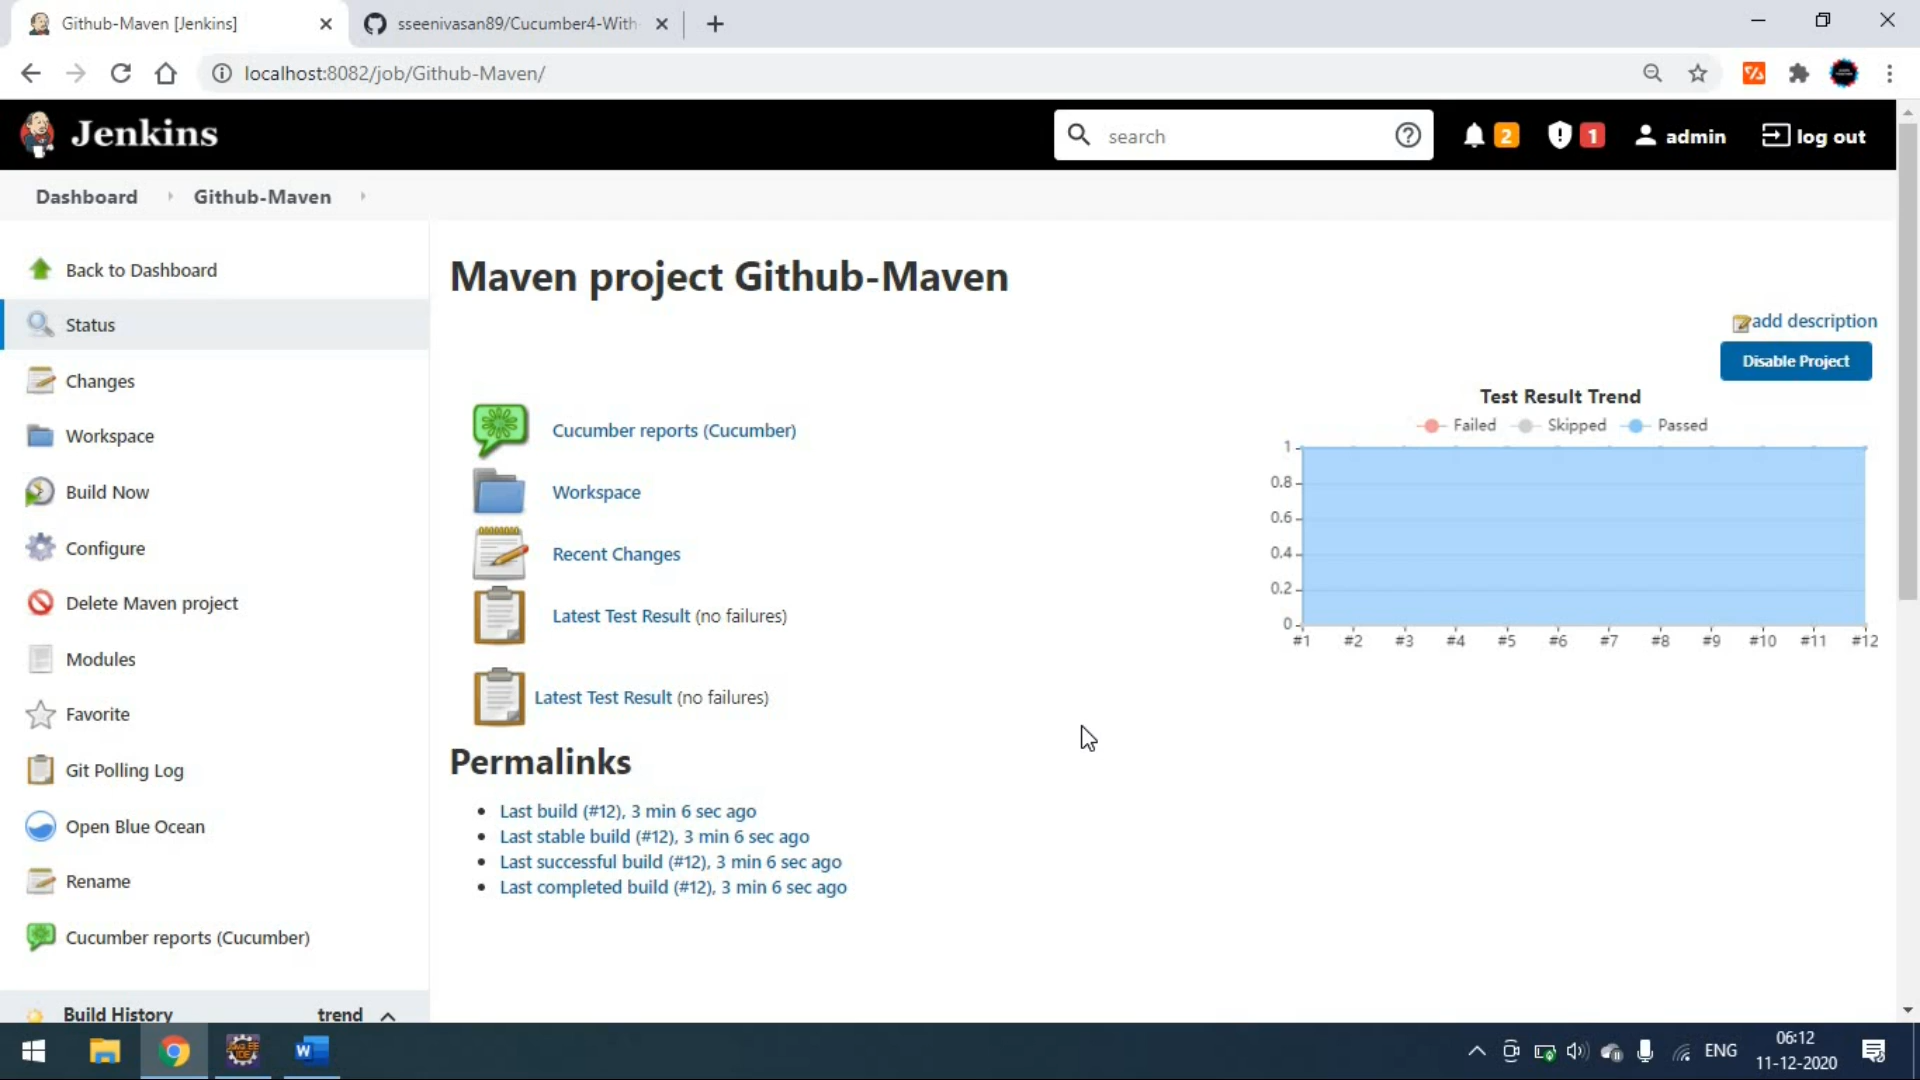 Github-Maven [Jenkins]
sseenivasan89/Cucumber4-With
localhost:8082/job/Github-Maven/
Jenkins
search
2
1
admin
log out
Dashboard
Github-Maven
Back to Dashboard
Status
Changes
Workspace
Build Now
Configure
Delete Maven project
Modules
Favorite
Git Polling Log
Open Blue Ocean
Rename
Cucumber reports (Cucumber)
Build History
trend
Maven project Github-Maven
add description
Disable Project
Cucumber reports (Cucumber)
Workspace
Recent Changes
Latest Test Result (no failures)
Latest Test Result (no failures)
Test Result Trend
Failed Skipped Passed
1
0.8
0.6
0.4
0.2
0
#1 #2 #3 #4 #5 #6 #7 #8 #9 #10 #11 #12
Permalinks
Last build (#12), 3 min 6 sec ago
Last stable build (#12), 3 min 6 sec ago
Last successful build (#12), 3 min 6 sec ago
Last completed build (#12), 3 min 6 sec ago
ENG
06:12
11-12-2020